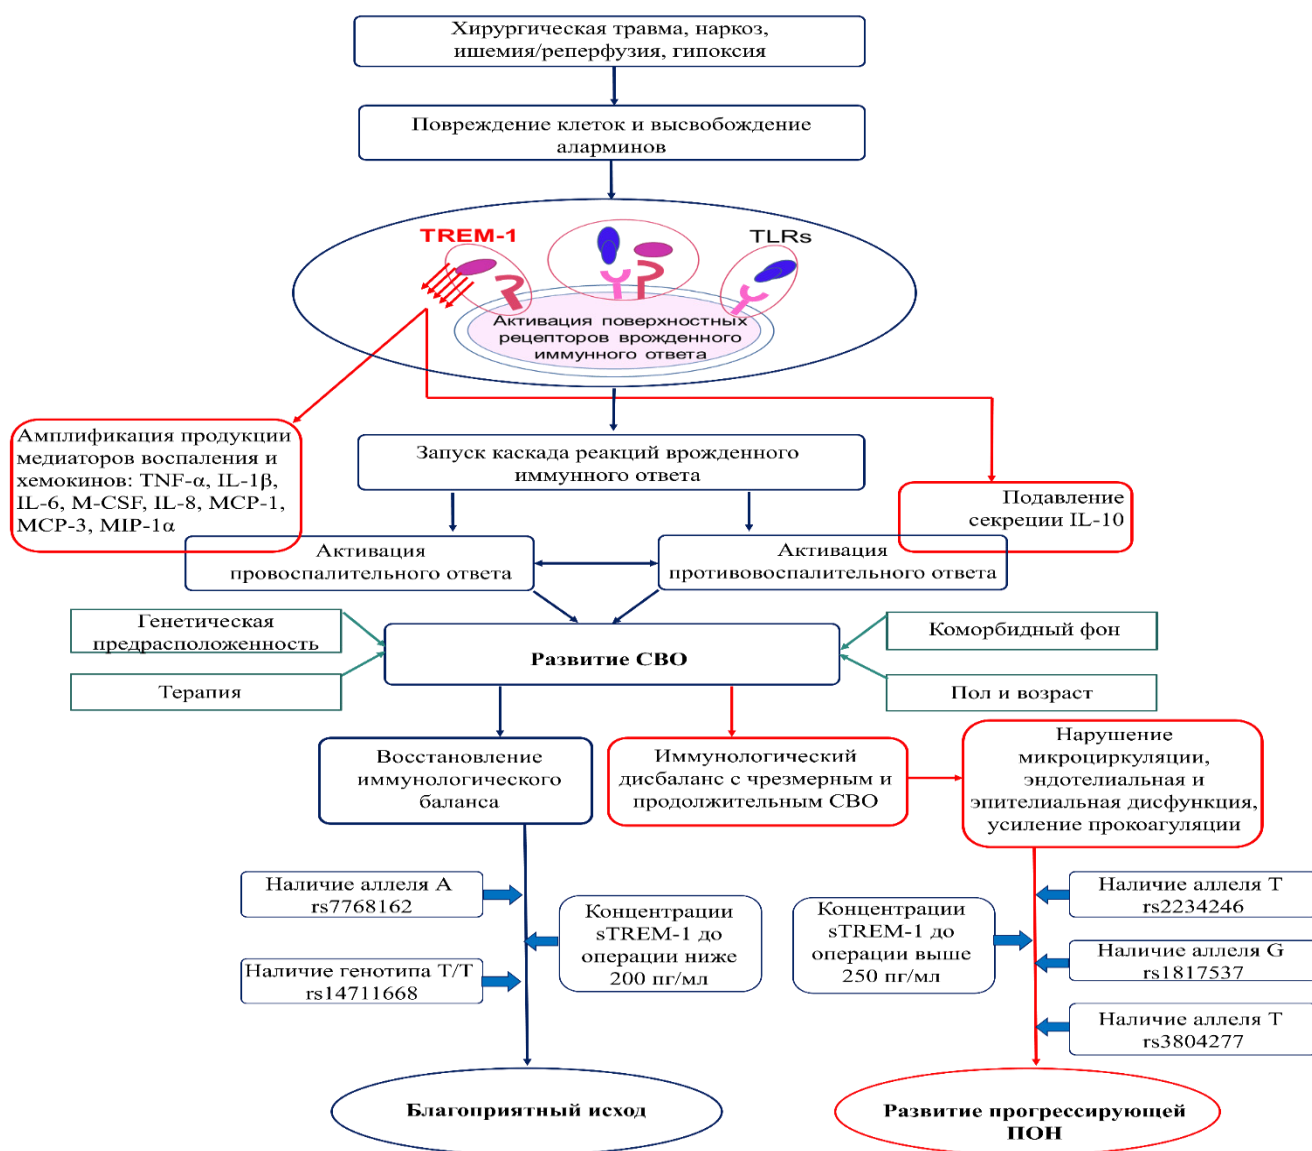 Хирургическая травма, наркоз,
ишемия/реперфузия, гипоксия
Повреждение клеток и высвобождение
алармінов
TREM-1
TLRs
Активация поверхностных
рецепторов врожденного
иммунного ответа
Амплификация продукции
медиаторов воспаления и
хемокинов: TNF-α, IL-1β,
IL-6, M-CSF, IL-8, MCP-1,
MCP-3, MIP-1α
Запуск каскада реакций врожденного
иммунного ответа
Подавление
секреции IL-10
Активация
провоспалительного ответа
Активация
противовоспалительного ответа
Генетическая
предрасположенность
Терапия
Развитие СВО
Коморбидный фон
Пол и возраст
Восстановление
иммунологического
баланса
Иммунологический
дисбаланс с чрезмерным и
продолжительным СВО
Нарушение
микроциркуляции,
эндотелиальная и
эпителиальная дисфункция,
усиление прокоагуляции
Наличие аллеля A
rs7768162
Наличие генотипа T/T
rs14711668
Концентрации
sTREM-1 до
операции ниже
200 пг/мл
Концентрации
sTREM-1 до
операции выше
250 пг/мл
Наличие аллеля T
rs2234246
Наличие аллеля G
rs1817537
Наличие аллеля T
rs3804277
Благоприятный исход
Развитие прогрессирующей
ПОН